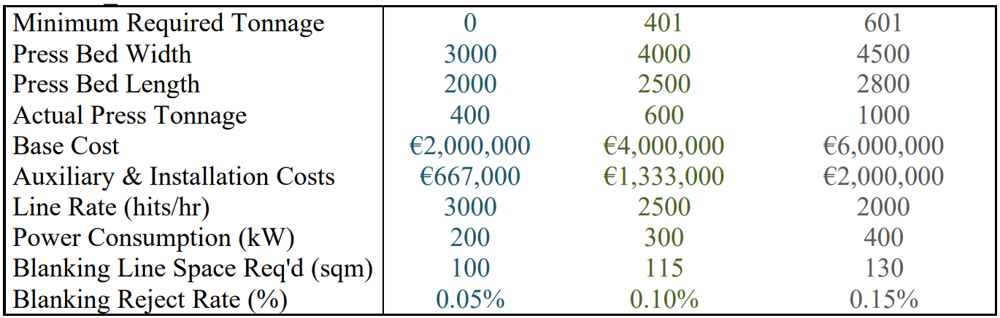 Minimum Required Tonnage 0 401 601
Press Bed Width 3000 4000 4500
Press Bed Length 2000 2500 2800
Actual Press Tonnage 400 600 1000
Base Cost €2,000,000 €4,000,000 €6,000,000
Auxiliary & Installation Costs €667,000 €1,333,000 €2,000,000
Line Rate (hits/hr) 3000 2500 2000
Power Consumption (kW) 200 300 400
Blanking Line Space Req'd (sqm) 100 115 130
Blanking Reject Rate (%) 0.05% 0.10% 0.15%